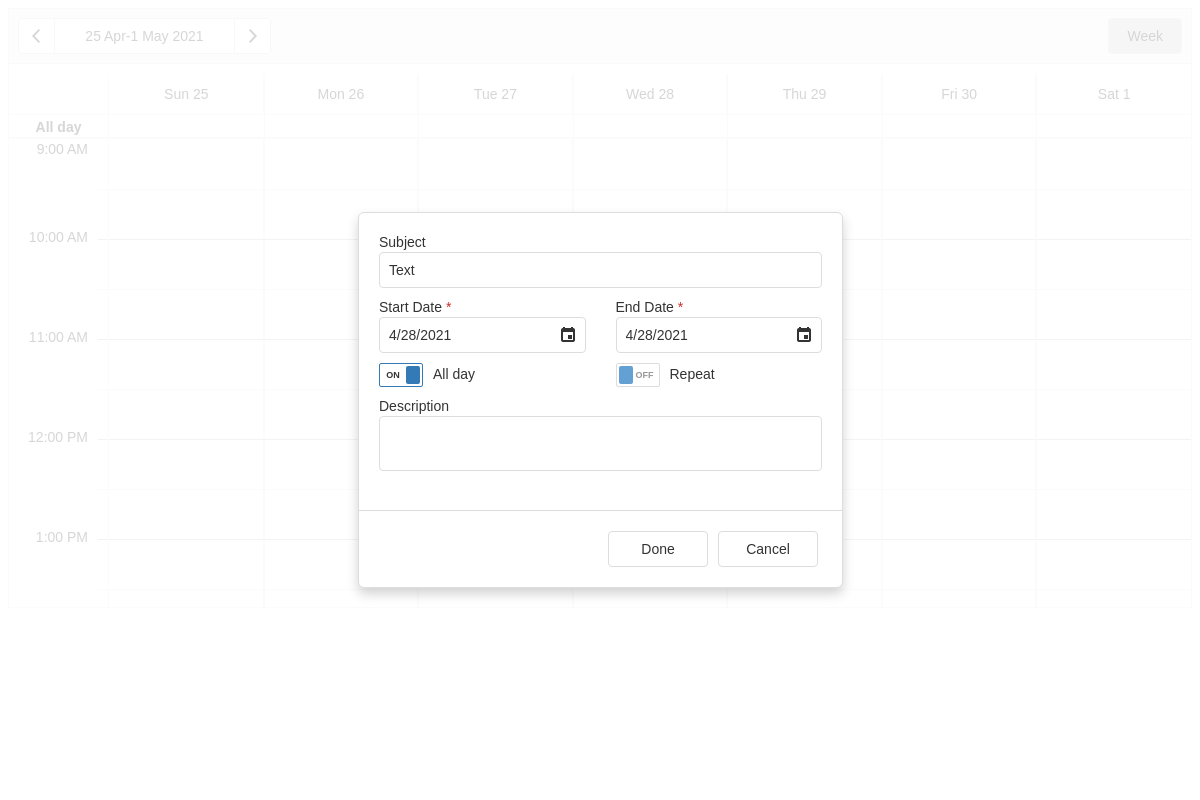 25 Apr-1 May 2021
Week
Sun 25
Mon 26
Tue 27
Wed 28
Thu 29
Fri 30
Sat 1
All day
9:00 AM
10:00 AM
11:00 AM
12:00 PM
1:00 PM
Subject
Text
Start Date *
End Date *
4/28/2021
4/28/2021
ON All day
OFF Repeat
Description
Done
Cancel